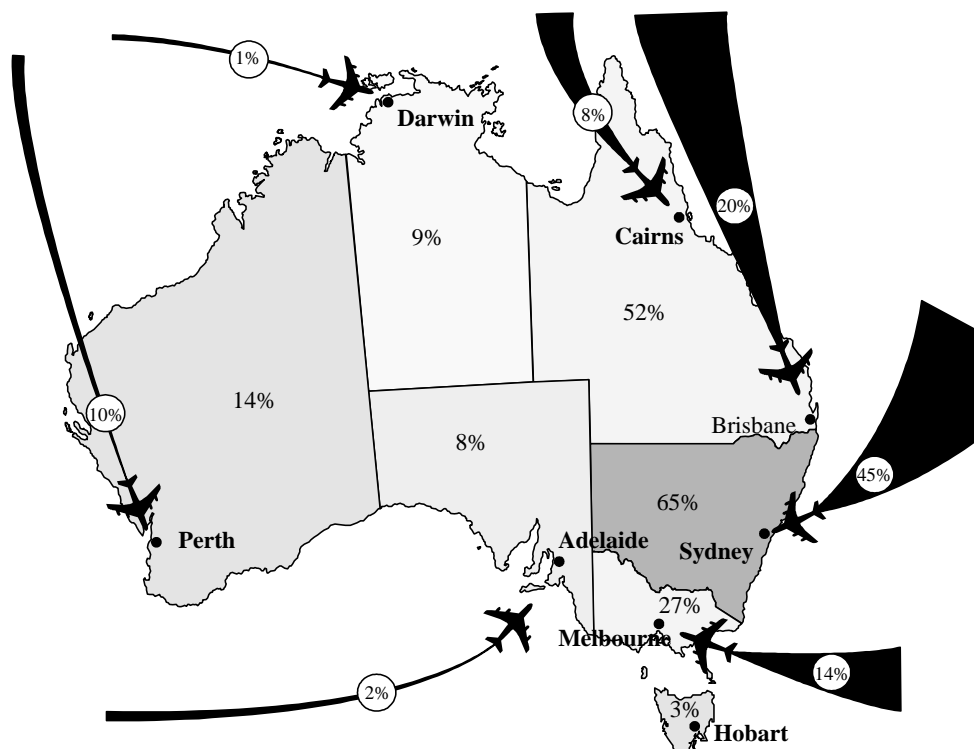 1%
8%
Darwin
20%
Cairns
9%
52%
14%
10%
Brisbane
8%
45%
65%
Perth
Adelaide
Sydney
27%
Melbourne
14%
2%
3%
Hobart